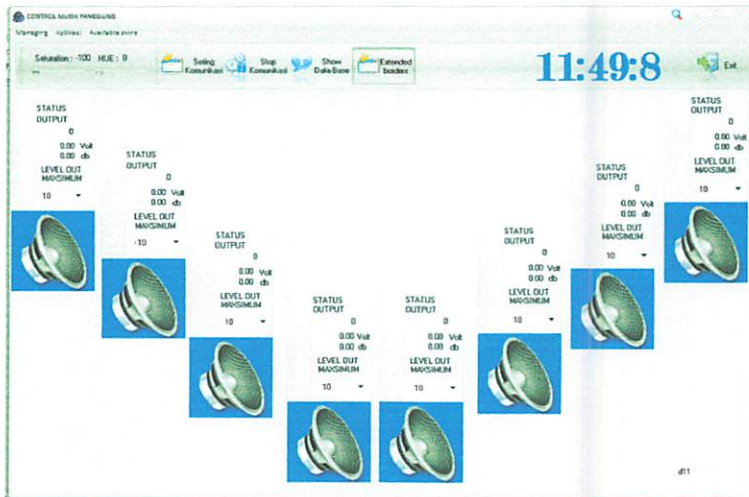 CONTROL MUSIK PANGGUNG
Managing Aplikasi Available skins
Saturation : -100 HUE : 0
Seting Komunikasi
Stop Komunikasi
Show Data Base
Extended borders
11:49:8
Exit
STATUS
OUTPUT
0
0.00 Volt
0.00 db
LEVEL OUT
MAKSIMUM
10
STATUS
OUTPUT
0
0.00 Volt
0.00 db
LEVEL OUT
MAKSIMUM
-10
STATUS
OUTPUT
0
0.00 Volt
0.00 db
LEVEL OUT
MAKSIMUM
10
STATUS
OUTPUT
0
0.00 Volt
0.00 db
LEVEL OUT
MAKSIMUM
10
STATUS
OUTPUT
0
0.00 Volt
0.00 db
LEVEL OUT
MAKSIMUM
10
STATUS
OUTPUT
0
0.00 Volt
0.00 db
LEVEL OUT
MAKSIMUM
10
STATUS
OUTPUT
0
0.00 Volt
0.00 db
LEVEL OUT
MAKSIMUM
10
STATUS
OUTPUT
0
0.00 Volt
0.00 db
LEVEL OUT
MAKSIMUM
10
d11